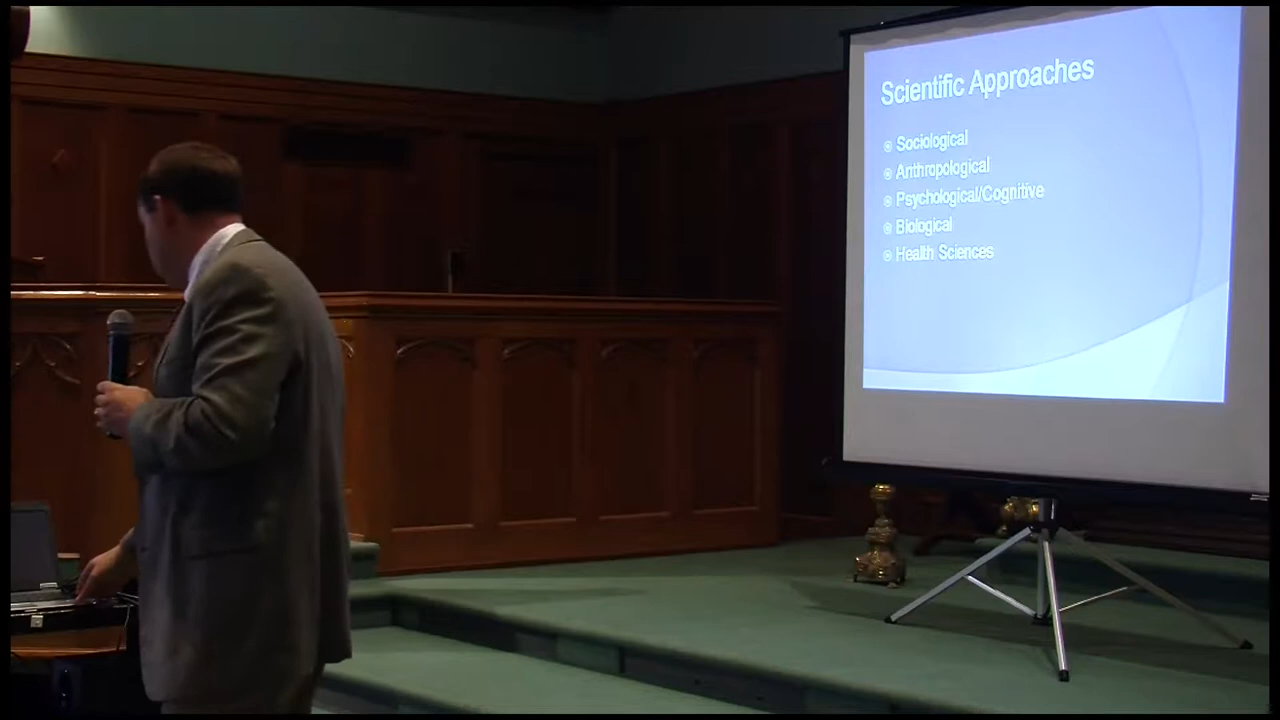 Scientific Approaches
Sociological
Anthropological
Psychological/Cognitive
Biological
Health Sciences